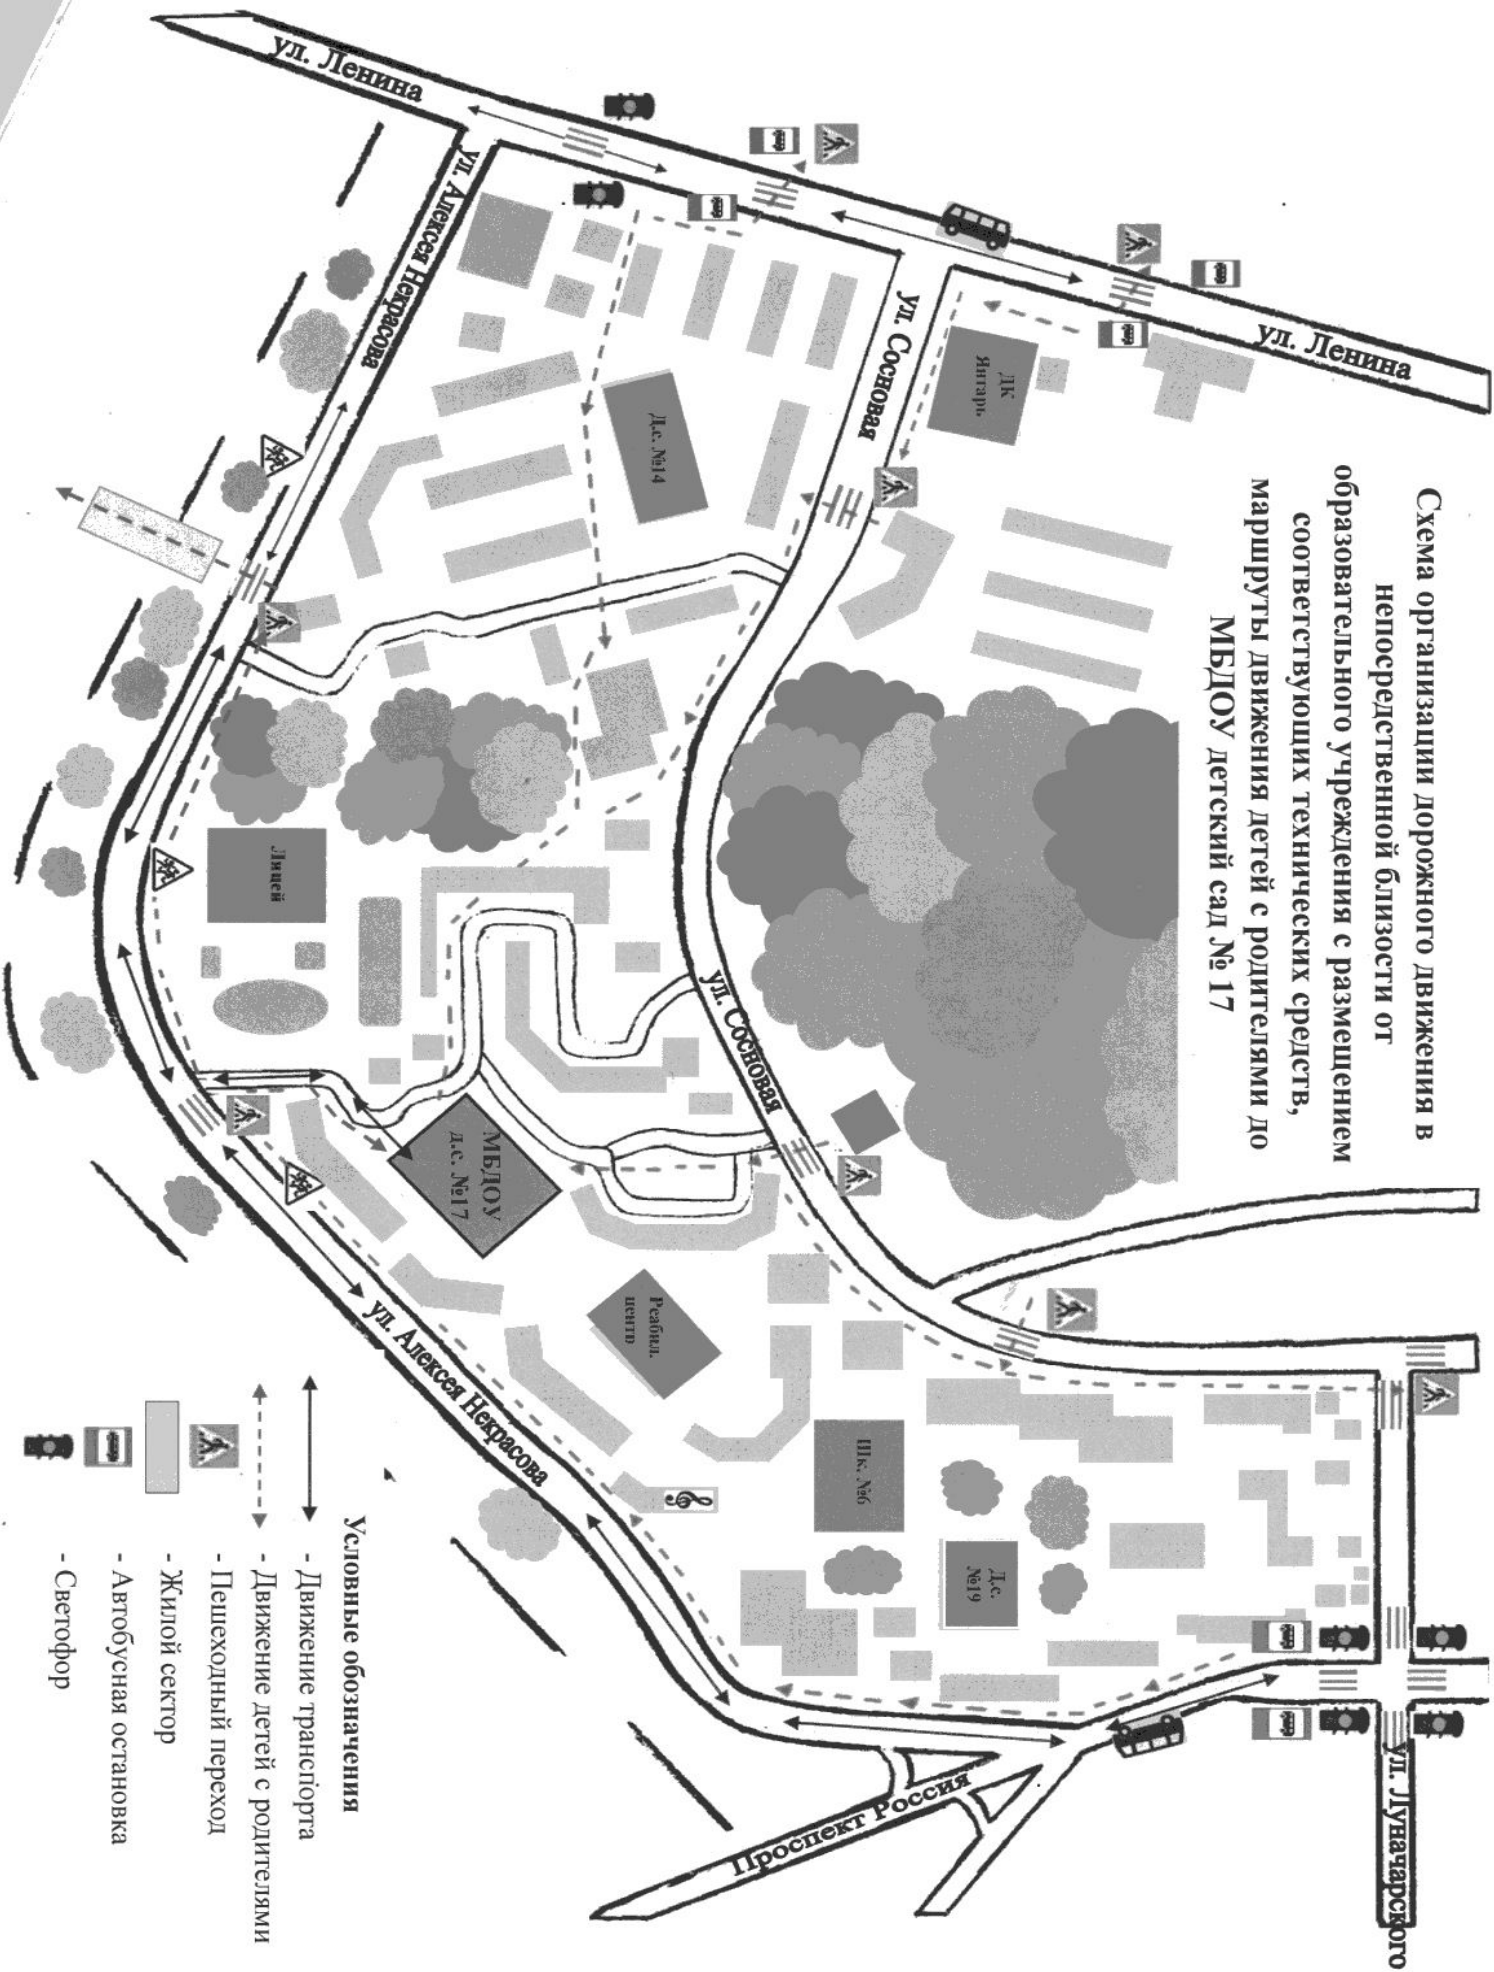 Схема организации дорожного движения в
непосредственной близости от
образовательного учреждения с размещением
соответствующих технических средств,
маршруты движения детей с родителями до
МБДОУ детский сад № 17
ул. Ленина
ул. Ленина
ул. Сосновая
ДК
Янтарь
ул. Алексея Некрасова
Д.с. №14
Лицей
ул. Сосновая
МБДОУ
д.с. №17
Реабил.
центр
Шк. №6
Д.с.
№19
ул. Алексея Некрасова
Проспект Россия
ул. Луначарского
Условные обозначения
- Движение транспорта
- Движение детей с родителями
- Пешеходный переход
- Жилой сектор
- Автобусная остановка
- Светофор